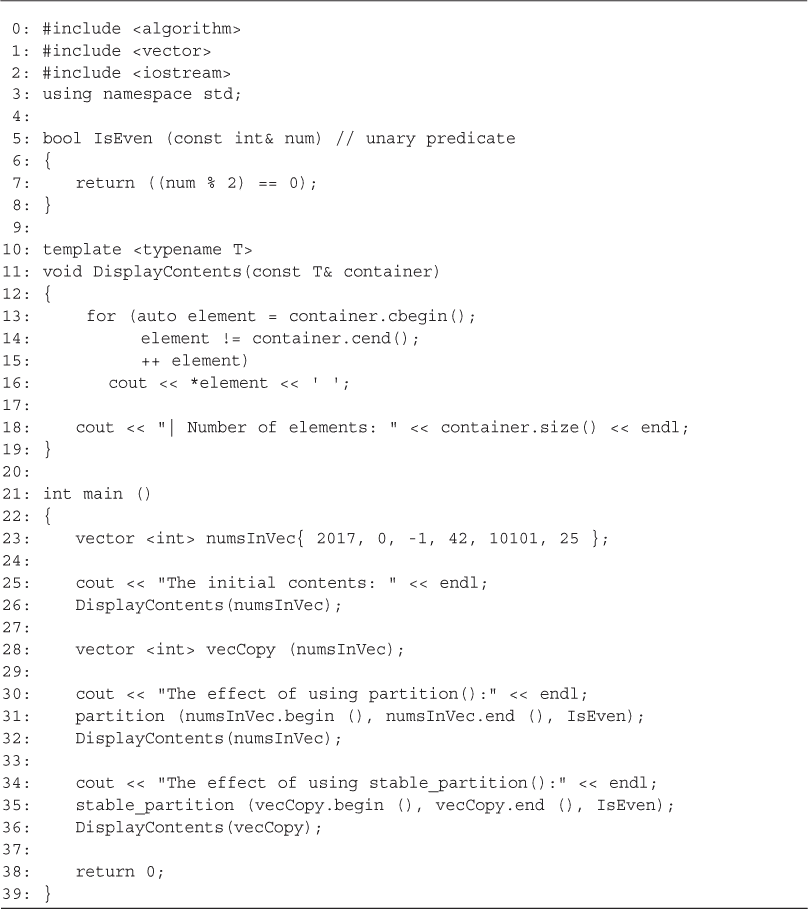 0: #include <algorithm>
1: #include <vector>
2: #include <iostream>
3: using namespace std;
4:
5: bool IsEven (const int& num) // unary predicate
6: {
7:    return ((num % 2) == 0);
8: }
9:
10: template <typename T>
11: void DisplayContents(const T& container)
12: {
13:     for (auto element = container.cbegin();
14:          element != container.cend();
15:          ++ element)
16:       cout << *element << ' ';
17:
18:    cout << "| Number of elements: " << container.size() << endl;
19: }
20:
21: int main ()
22: {
23:    vector <int> numsInVec{ 2017, 0, -1, 42, 10101, 25 };
24:
25:    cout << "The initial contents: " << endl;
26:    DisplayContents(numsInVec);
27:
28:    vector <int> vecCopy (numsInVec);
29:
30:    cout << "The effect of using partition():" << endl;
31:    partition (numsInVec.begin (), numsInVec.end (), IsEven);
32:    DisplayContents(numsInVec);
33:
34:    cout << "The effect of using stable_partition():" << endl;
35:    stable_partition (vecCopy.begin (), vecCopy.end (), IsEven);
36:    DisplayContents(vecCopy);
37:
38:    return 0;
39: }